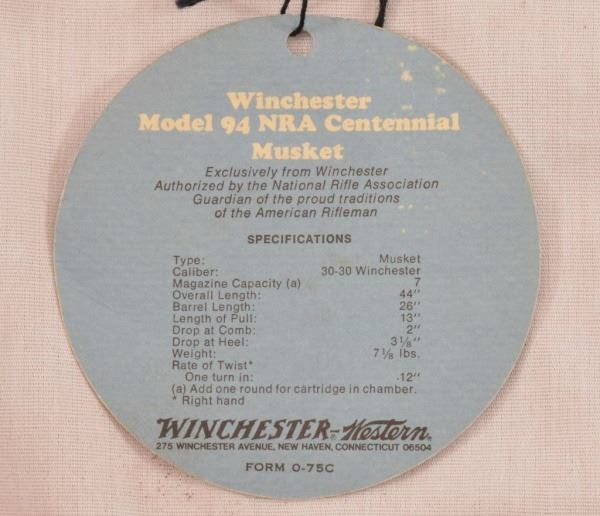 Winchester
Model 94 NRA Centennial
Musket
Exclusively from Winchester
Authorized by the National Rifle Association
Guardian of the proud traditions
of the American Rifleman
SPECIFICATIONS
Type: Musket
Caliber: 30-30 Winchester
Magazine Capacity (a) 7
Overall Length: 44"
Barrel Length: 26"
Length of Pull: 13"
Drop at Comb: 2"
Drop at Heel: 3⅛"
Weight: 7⅛ lbs.
Rate of Twist*
One turn in: 12"
(a) Add one round for cartridge in chamber.
* Right hand
WINCHESTER®-Western®
275 WINCHESTER AVENUE, NEW HAVEN, CONNECTICUT 06504
FORM 0-75C